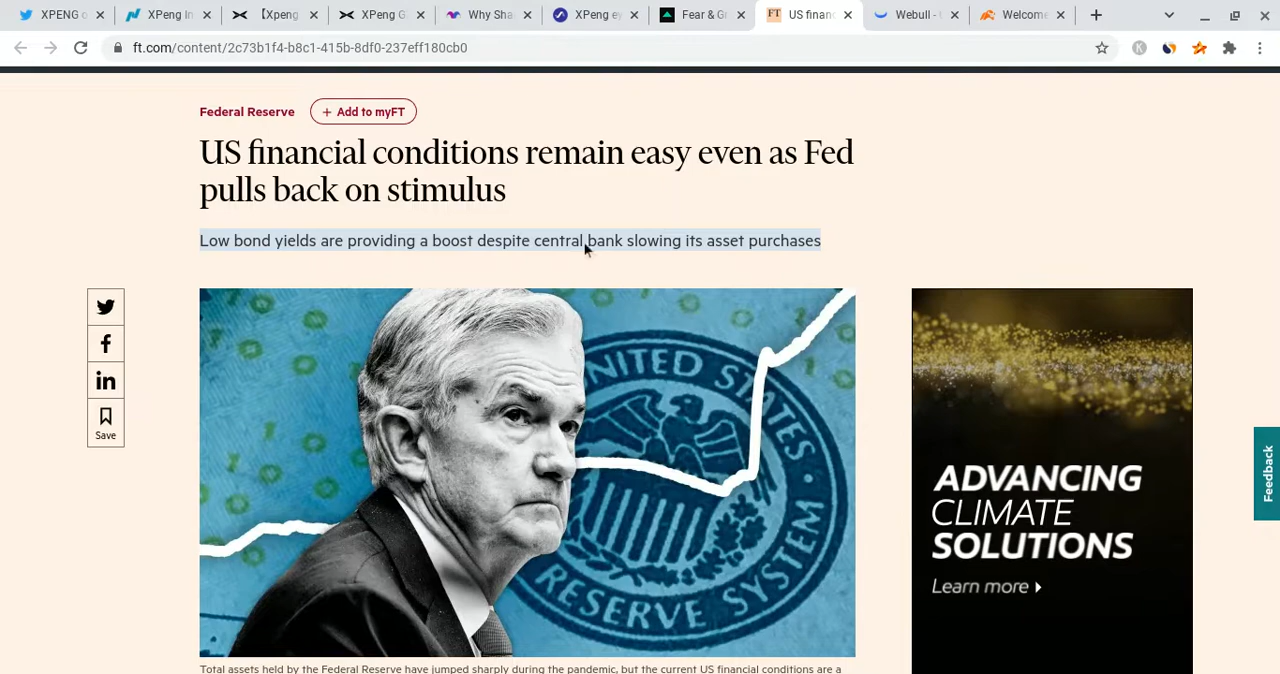 XPENG o
XPeng In
【Xpeng
XPeng G
Why Sha
XPeng ey
Fear & Gr
US finan
Webull -
Welcome
ft.com/content/2c73b1f4-b8c1-415b-8df0-237eff180cb0
Federal Reserve
+ Add to myFT
US financial conditions remain easy even as Fed
pulls back on stimulus
Low bond yields are providing a boost despite central bank slowing its asset purchases
Save
UNITED STATES
RESERVE SYSTEM
ADVANCING
CLIMATE
SOLUTIONS
Learn more
Feedback
Total assets held by the Federal Reserve have jumped sharply during the pandemic, but the current US financial conditions are a